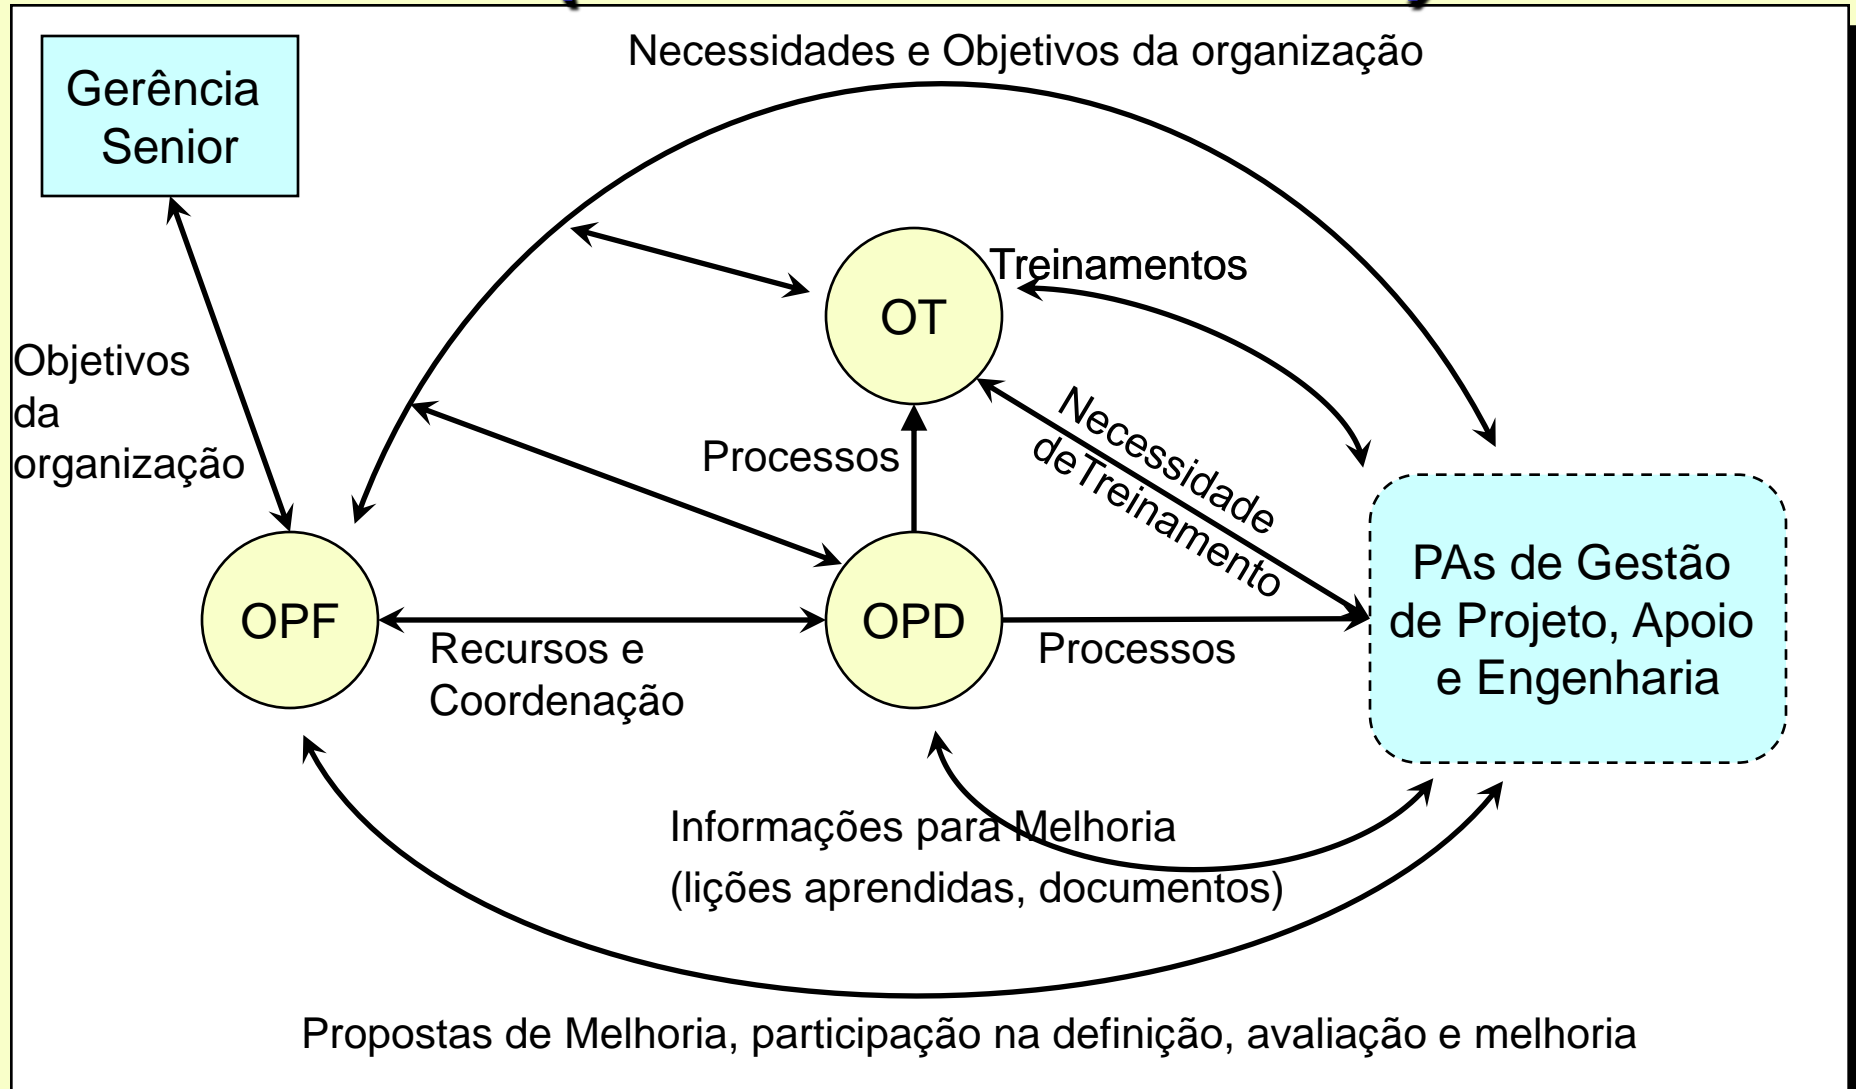 Necessidades e Objetivos da organização
Gerência
Senior
Treinamentos
OT
Objetivos
da
organização
Processos
Necessidade
deTreinamento
PAs de Gestão
de Projeto, Apoio
e Engenharia
OPF
OPD
Recursos e
Coordenação
Processos
Informações para Melhoria
(lições aprendidas, documentos)
Propostas de Melhoria, participação na definição, avaliação e melhoria